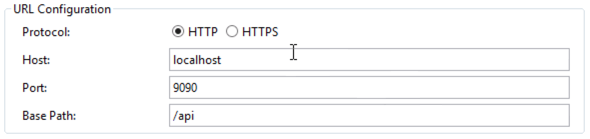 URL Configuration
Protocol: HTTP HTTPS
Host: localhost
Port: 9090
Base Path: /api